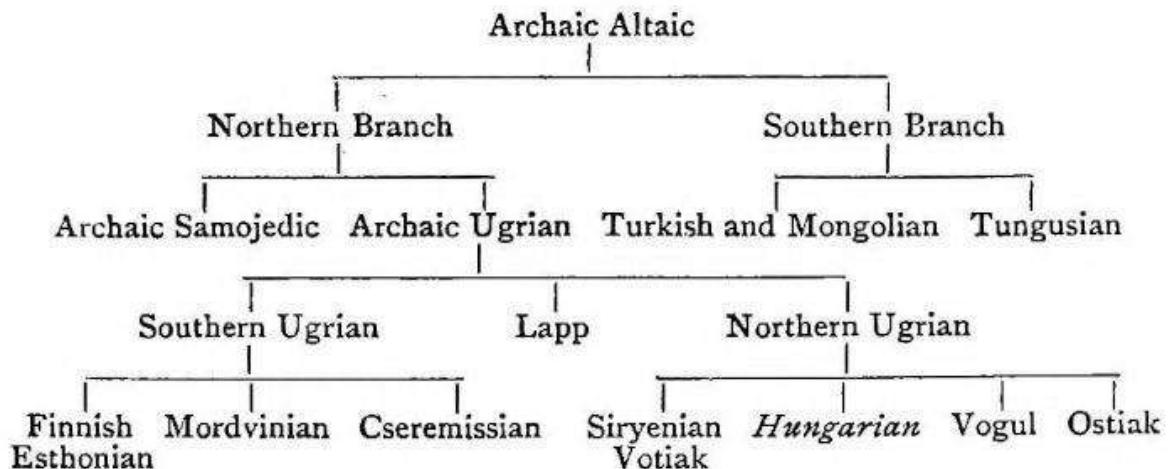 Archaic Altaic
Northern Branch Southern Branch
Archaic Samojedic Archaic Ugrian Turkish and Mongolian Tungusian
Southern Ugrian Lapp Northern Ugrian
Finnish Mordvinian Cseremissian Siryenian Hungarian Vogul Ostiak
Esthonian Votiak